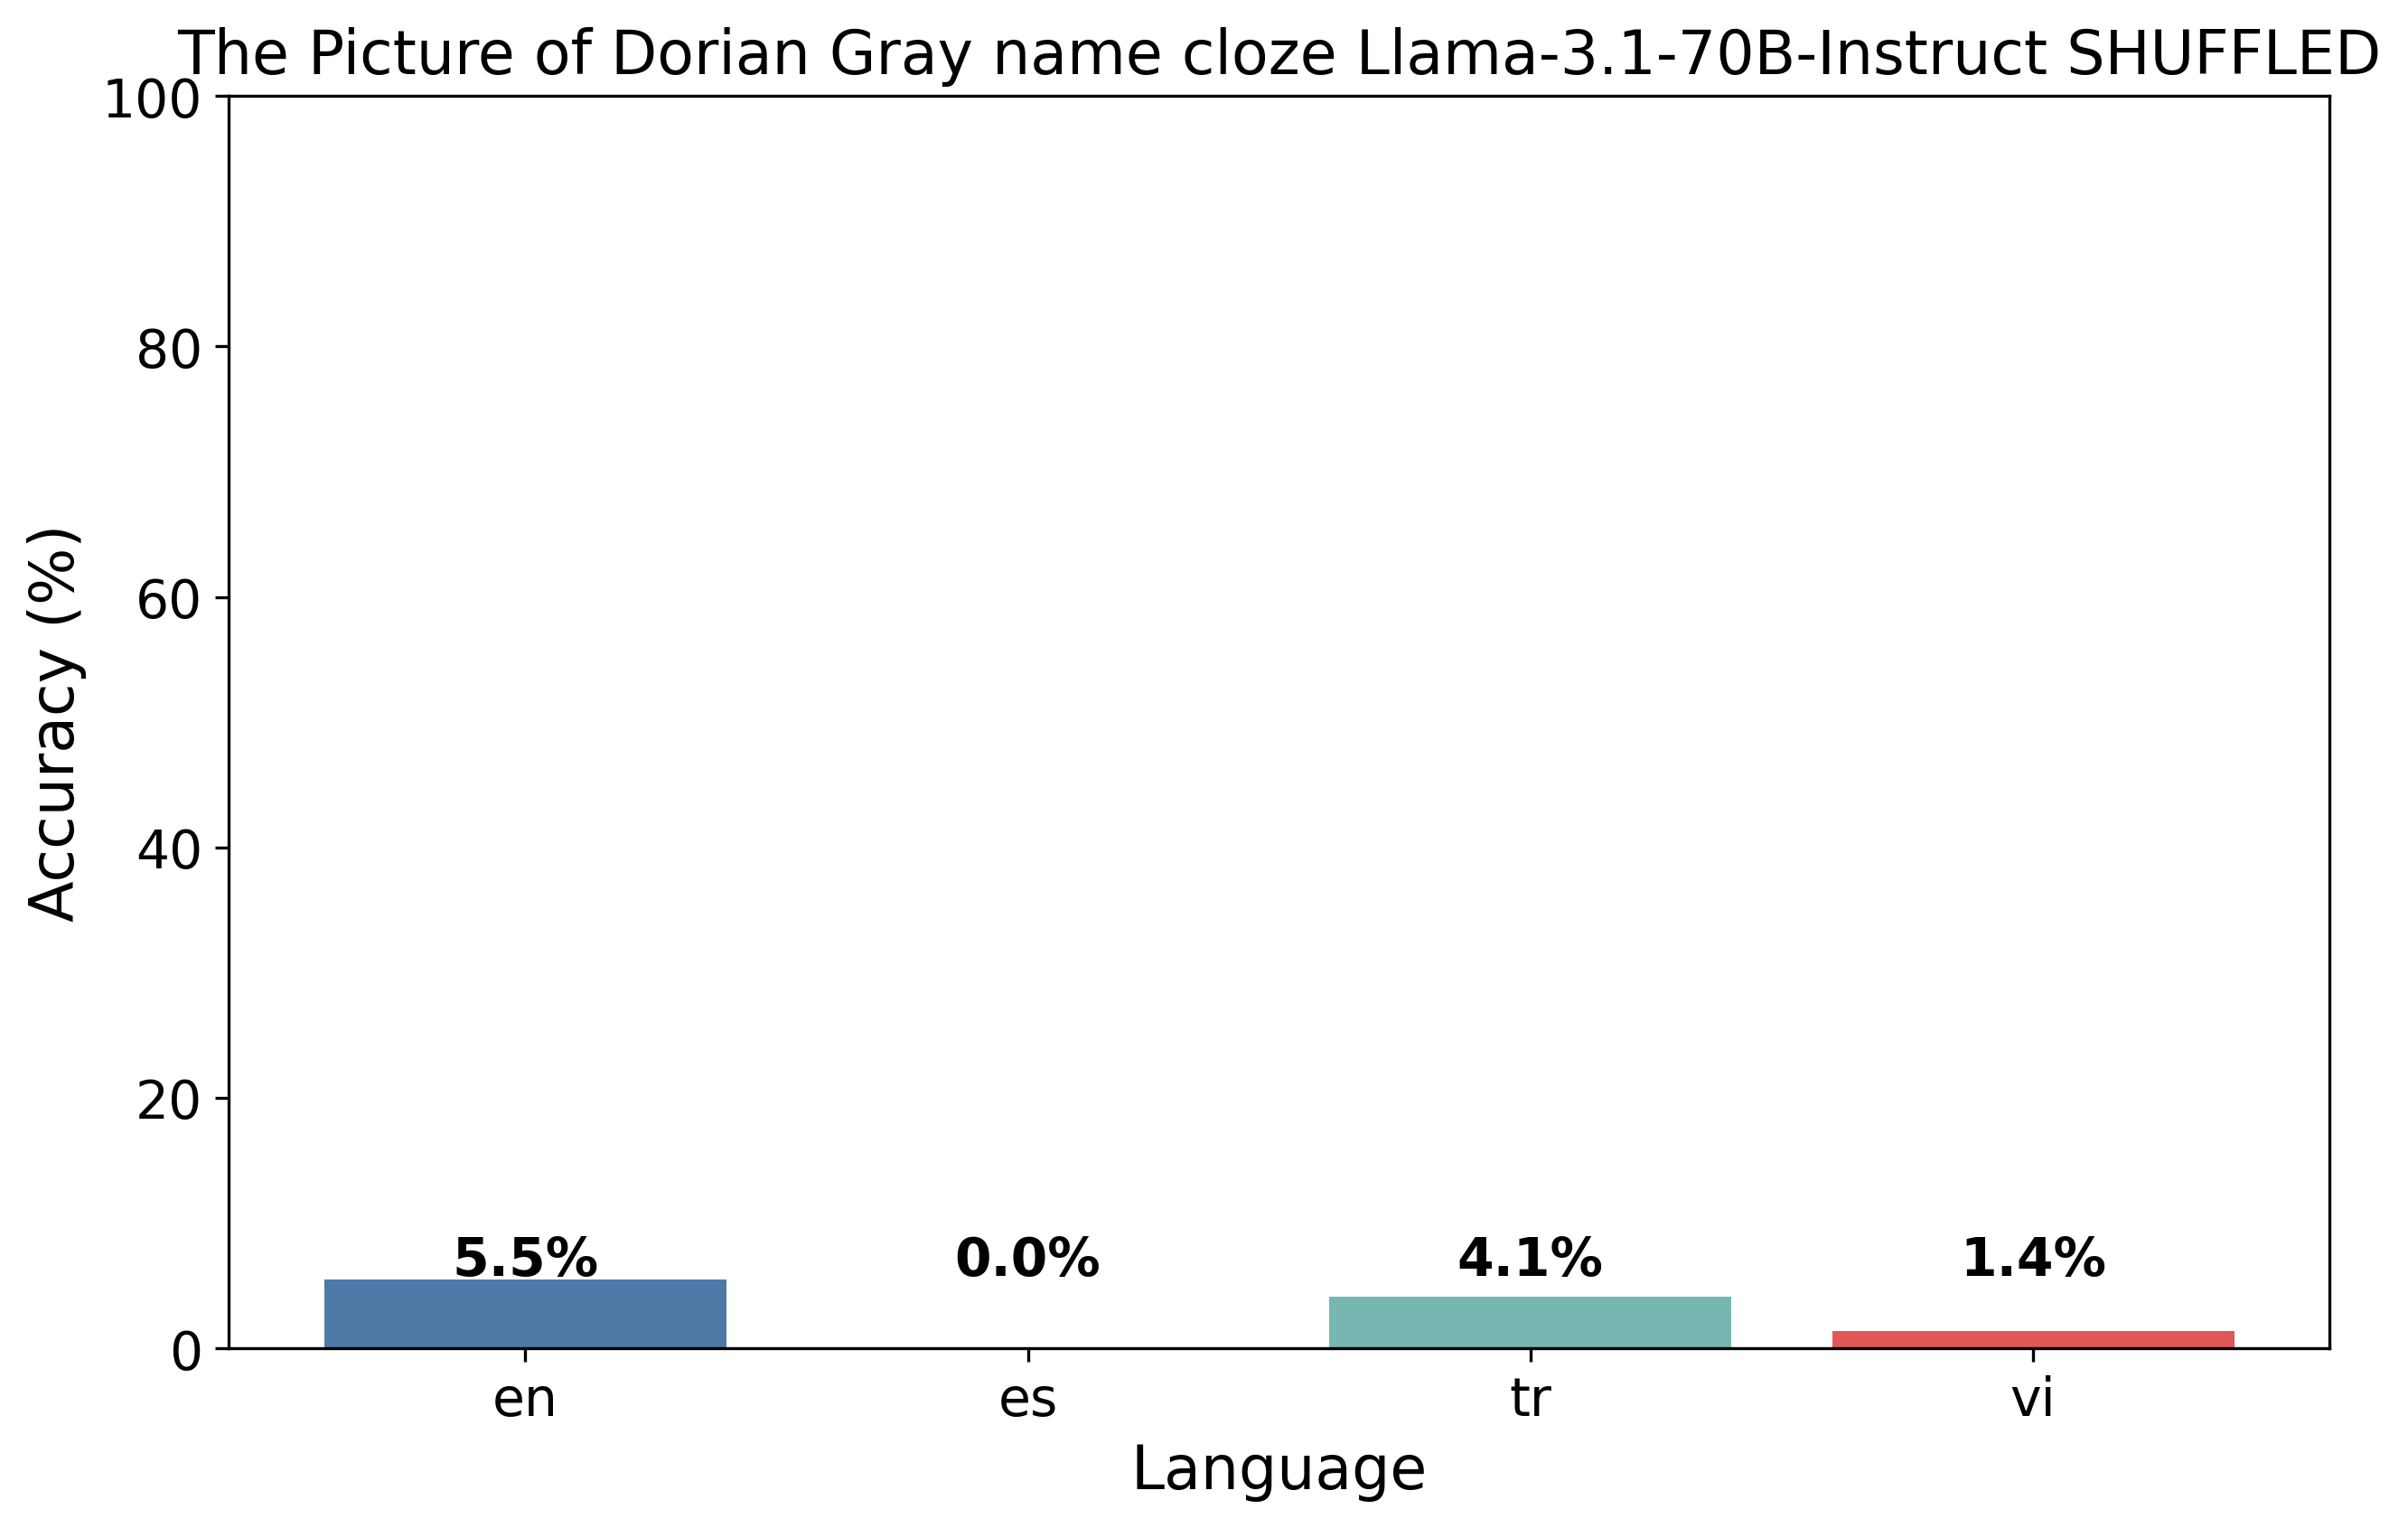 The Picture of Dorian Gray name cloze Llama-3.1-70B-Instruct SHUFFLED
Accuracy (%)
100
80
60
40
20
0
5.5%
0.0%
4.1%
1.4%
en
es
tr
vi
Language